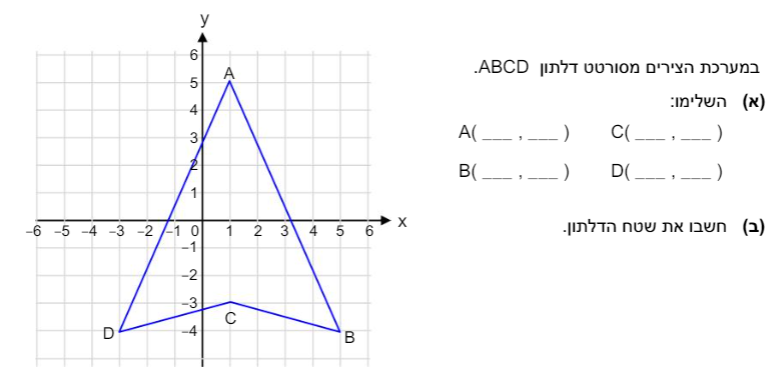 במערכת הצירים מסורטט דלתון ABCD.
(א) השלימו:
A( ___ , ___ ) C( ___ , ___ )
B( ___ , ___ ) D( ___ , ___ )
(ב) חשבו את שטח הדלתון.
y
6
A
5
4
3
2
1
-6 -5 -4 -3 -2 -1 0 1 2 3 4 5 6 x
-1
-2
-3
C
-4
D B